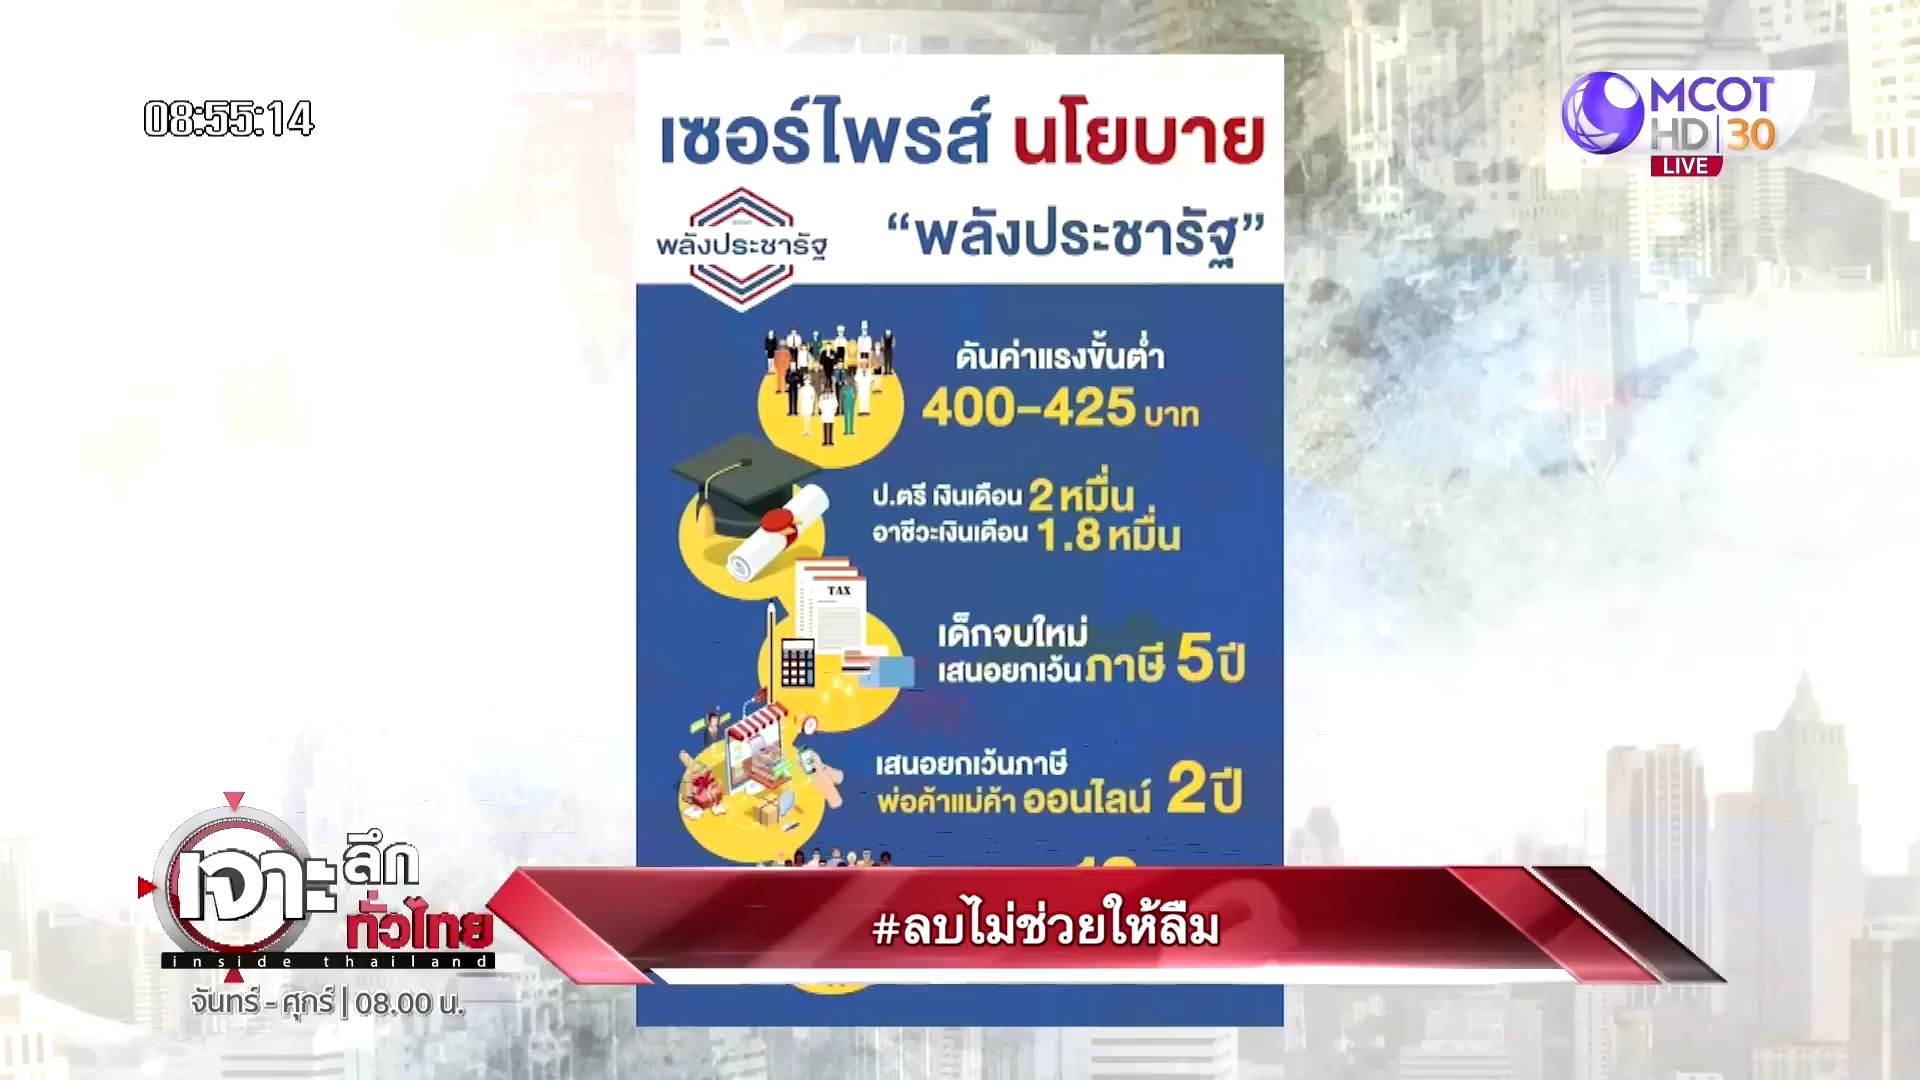 08:55:14
MCOT
HD 30
LIVE
เซอร์ไพรส์ นโยบาย
พลังประชารัฐ
“พลังประชารัฐ”
ดันค่าแรงขั้นต่ำ
400-425 บาท
ป.ตรี เงินเดือน 2 หมื่น
อาชีวะเงินเดือน 1.8 หมื่น
TAX
เด็กจบใหม่
เสนอยกเว้นภาษี 5 ปี
เสนอยกเว้นภาษี
พ่อค้าแม่ค้า ออนไลน์ 2 ปี
#ลบไม่ช่วยให้ลืม
เจาะลึก
ทั่วไทย
inside thailand
จันทร์ - ศุกร์ | 08.00 น.